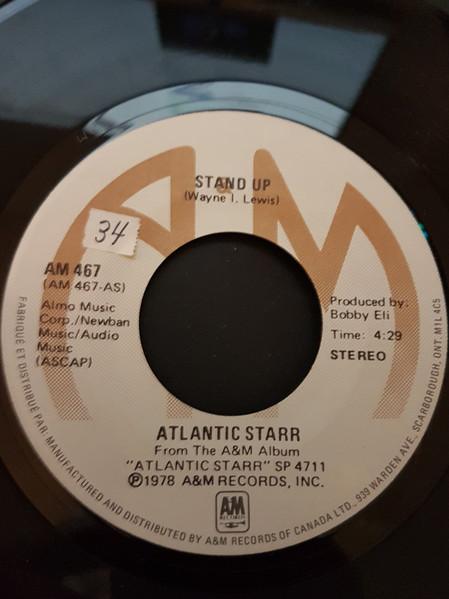 A&M
STAND UP
(Wayne I. Lewis)
34
AM 467
(AM 467-AS)
Almo Music
Corp./Newban
Music/Audio
Music
(ASCAP)
Produced by:
Bobby Eli
Time: 4:29
STEREO
ATLANTIC STARR
From The A&M Album
"ATLANTIC STARR" SP 4711
Ⓟ1978 A&M RECORDS, INC.
A&M
RECORDS
FABRIQUÉ ET DISTRIBUÉ PAR: MANUFACTURED AND DISTRIBUTED BY A&M RECORDS OF CANADA LTD., 939 WARDEN AVE., SCARBOROUGH, ONT. M1L 4C5